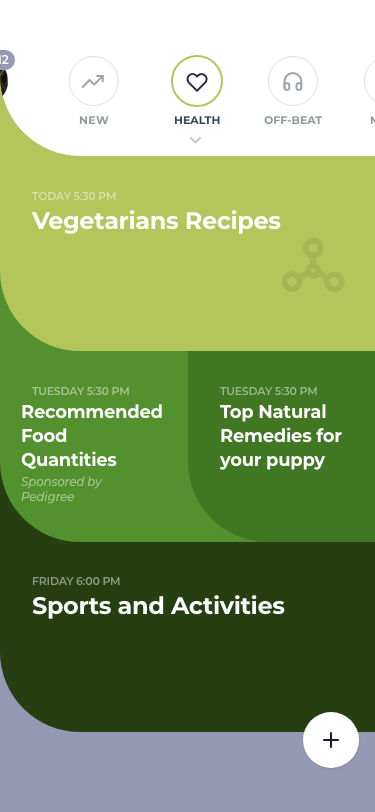 12
NEW
HEALTH
OFF-BEAT
TODAY 5:30 PM
Vegetarians Recipes
TUESDAY 5:30 PM
Recommended
Food
Quantities
Sponsored by
Pedigree
TUESDAY 5:30 PM
Top Natural
Remedies for
your puppy
FRIDAY 6:00 PM
Sports and Activities